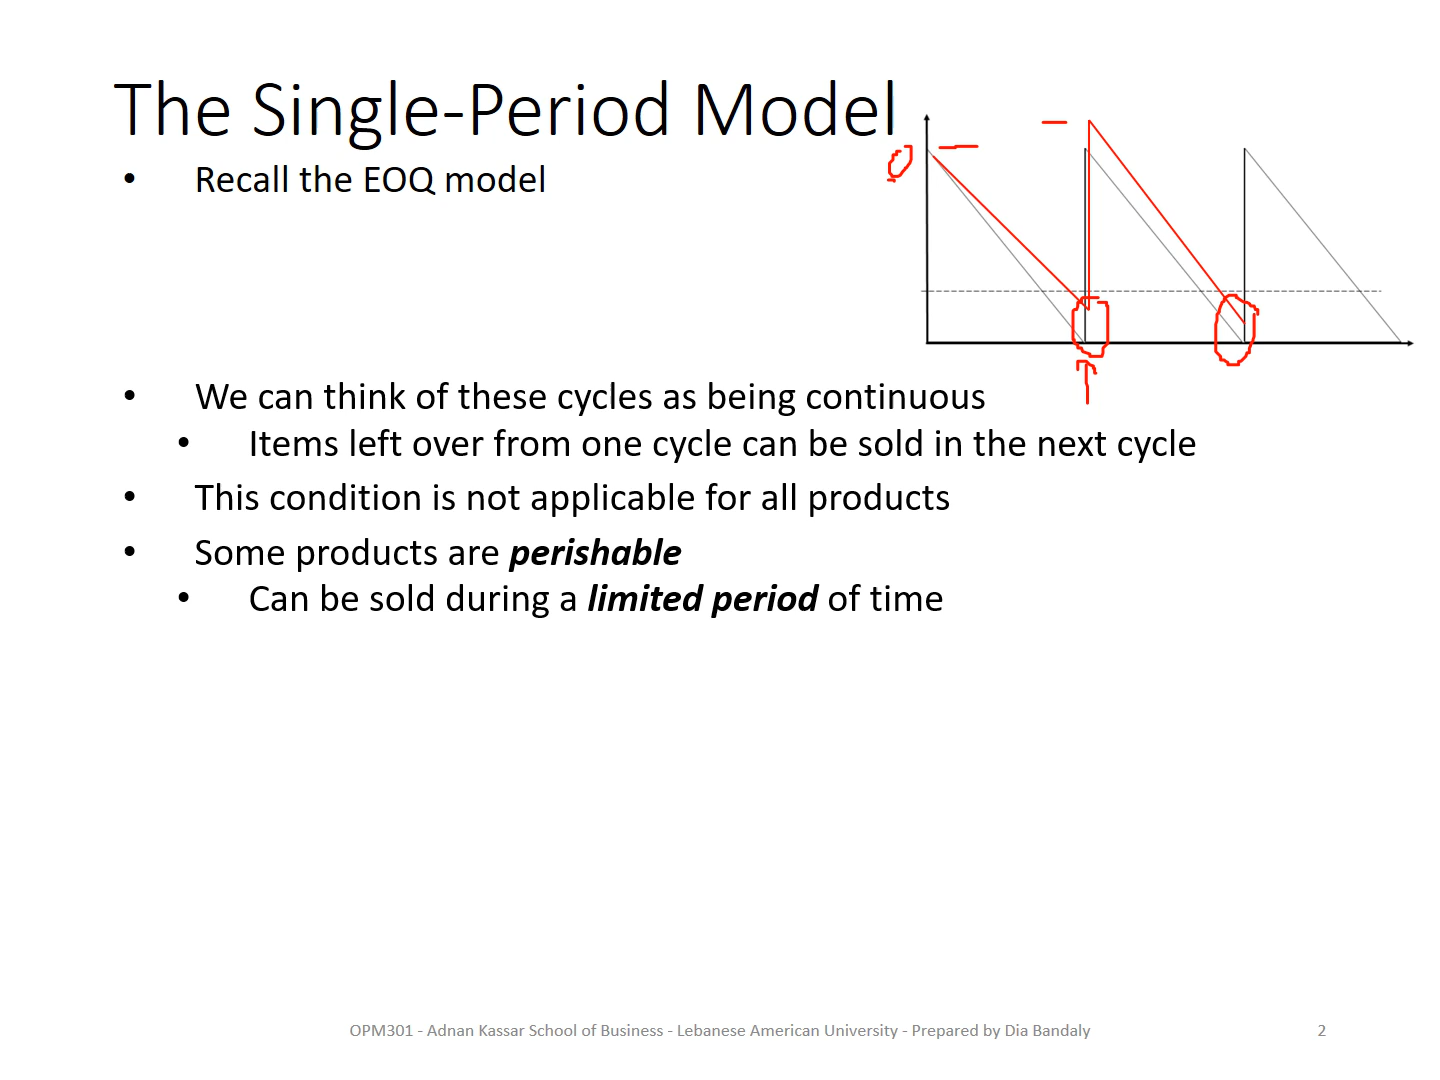 The Single-Period Model
• Recall the EOQ model
• We can think of these cycles as being continuous
• Items left over from one cycle can be sold in the next cycle
• This condition is not applicable for all products
• Some products are perishable
• Can be sold during a limited period of time
OPM301 - Adnan Kassar School of Business - Lebanese American University - Prepared by Dia Bandaly
2